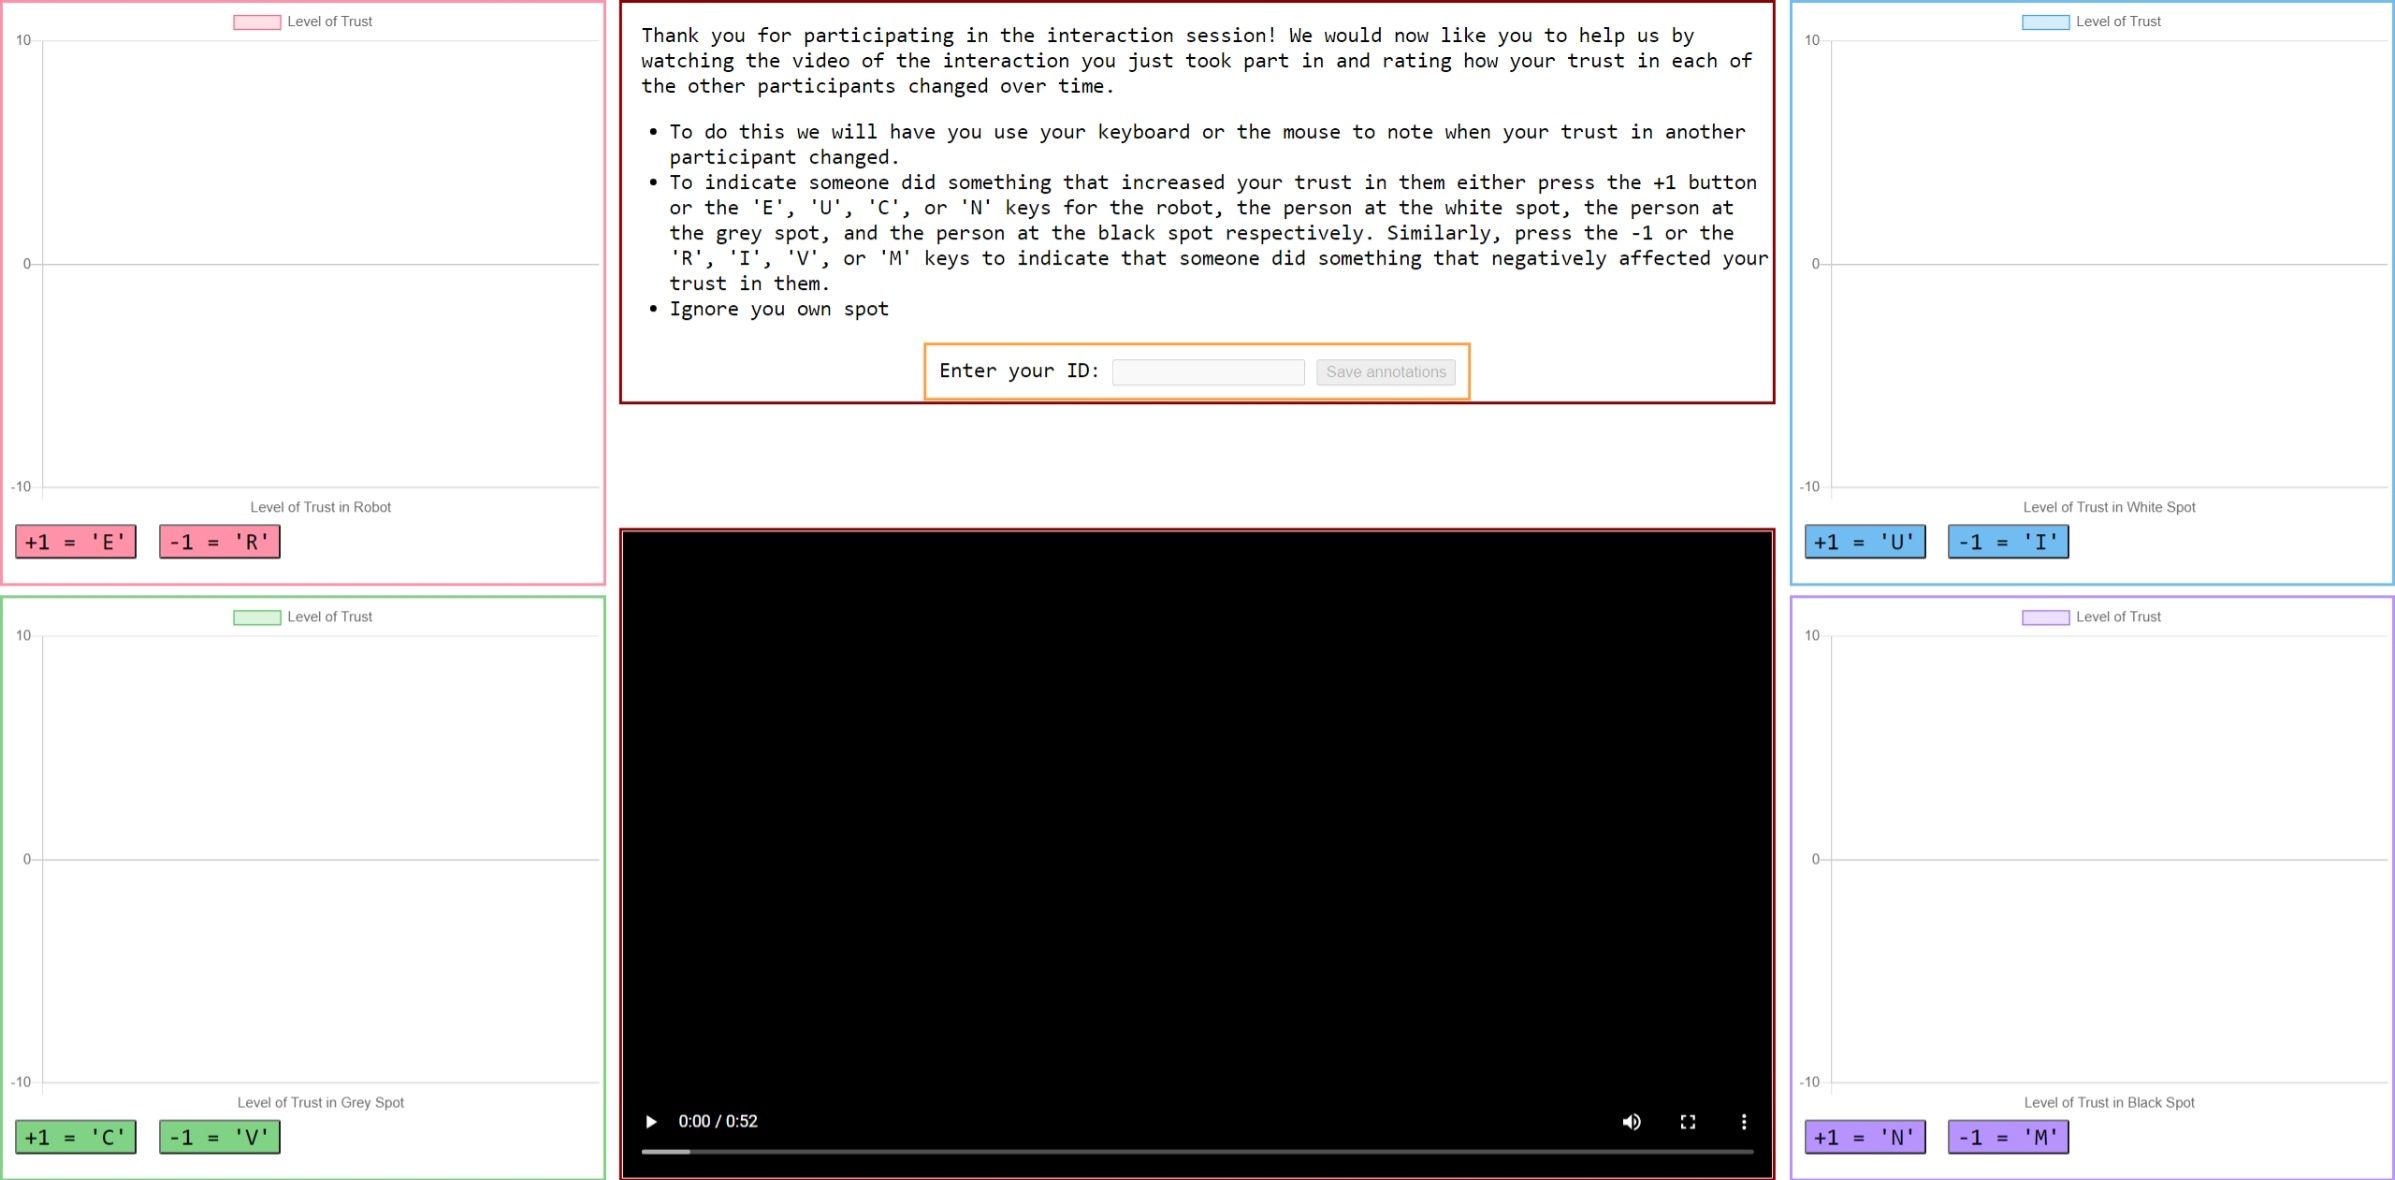 Level of Trust
10
0
-10
Level of Trust in Robot
+1 = 'E'
-1 = 'R'
Level of Trust
10
0
-10
Level of Trust in Grey Spot
+1 = 'C'
-1 = 'V'
Thank you for participating in the interaction session! We would now like you to help us by
watching the video of the interaction you just took part in and rating how your trust in each of
the other participants changed over time.
• To do this we will have you use your keyboard or the mouse to note when your trust in another
participant changed.
• To indicate someone did something that increased your trust in them either press the +1 button
or the 'E', 'U', 'C', or 'N' keys for the robot, the person at the white spot, the person at
the grey spot, and the person at the black spot respectively. Similarly, press the -1 or the
'R', 'I', 'V', or 'M' keys to indicate that someone did something that negatively affected your
trust in them.
• Ignore you own spot
Enter your ID:
Save annotations
0:00 / 0:52
Level of Trust
10
0
-10
Level of Trust in White Spot
+1 = 'U'
-1 = 'I'
Level of Trust
10
0
-10
Level of Trust in Black Spot
+1 = 'N'
-1 = 'M'